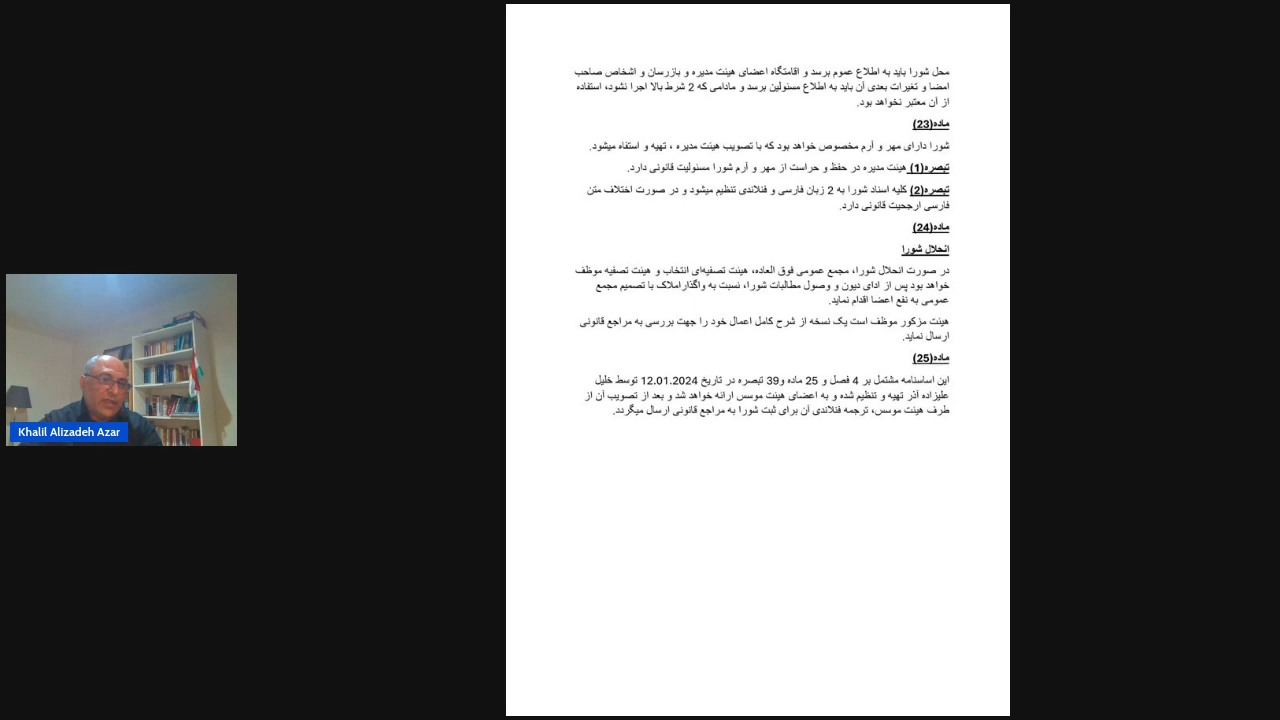 محل شورا باید به اطلاع عموم برسد و اقامتگاه اعضای هیئت مدیره و بازرسان و اشخاص صاحب
امضا و تغیرات بعدی آن باید به اطلاع مسئولین برسد و مادامی که 2 شرط بالا اجرا نشود، استفاده
از آن معتبر نخواهد بود.
ماده(23)
شورا دارای مهر و آرم مخصوص خواهد بود که با تصویب هیئت مدیره ، تهیه و استفاه میشود.
تبصره(1) هیئت مدیره در حفظ و حراست از مهر و آرم شورا مسئولیت قانونی دارد.
تبصره(2) کلیه اسناد شورا به 2 زبان فارسی و فنلاندی تنظیم میشود و در صورت اختلاف متن
فارسی ارجحیت قانونی دارد.
ماده(24)
انحلال شورا
در صورت انحلال شورا، مجمع عمومی فوق العاده، هیئت تصفیه‌ای انتخاب و هیئت تصفیه موظف
خواهد بود پس از ادای دیون و وصول مطالبات شورا، نسبت به واگذاراملاک با تصمیم مجمع
عمومی به نفع اعضا اقدام نماید.
هیئت مزکور موظف است یک نسخه از شرح کامل اعمال خود را جهت بررسی به مراجع قانونی
ارسال نماید.
ماده(25)
این اساسنامه مشتمل بر 4 فصل و 25 ماده و39 تبصره در تاریخ 12.01.2024 توسط خلیل
علیزاده آذر تهیه و تنظیم شده و به اعضای هیئت موسس ارائه خواهد شد و بعد از تصویب آن از
طرف هیئت موسس، ترجمه فنلاندی آن برای ثبت شورا به مراجع قانونی ارسال میگردد.
Khalil Alizadeh Azar